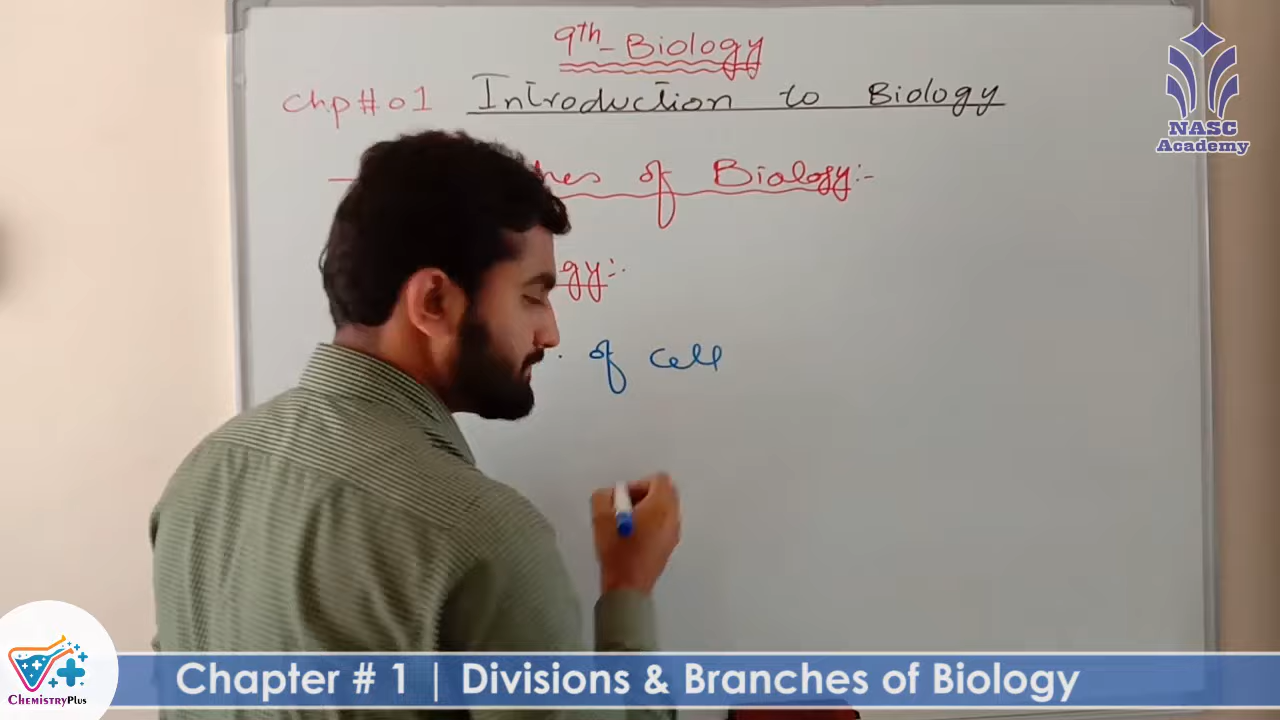 9th - Biology
Chp # 01 Introduction to Biology
of Biology:-
of cell
NASC
Academy
ChemistryPlus
Chapter # 1 | Divisions & Branches of Biology